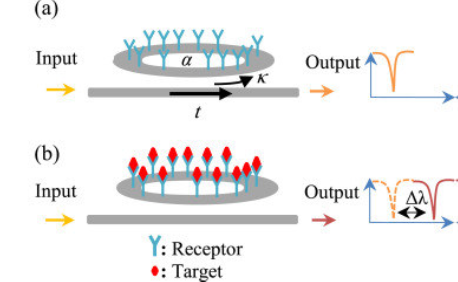 (a)
Input
α
κ
t
Output
(b)
Input
Output
Δλ
: Receptor
: Target